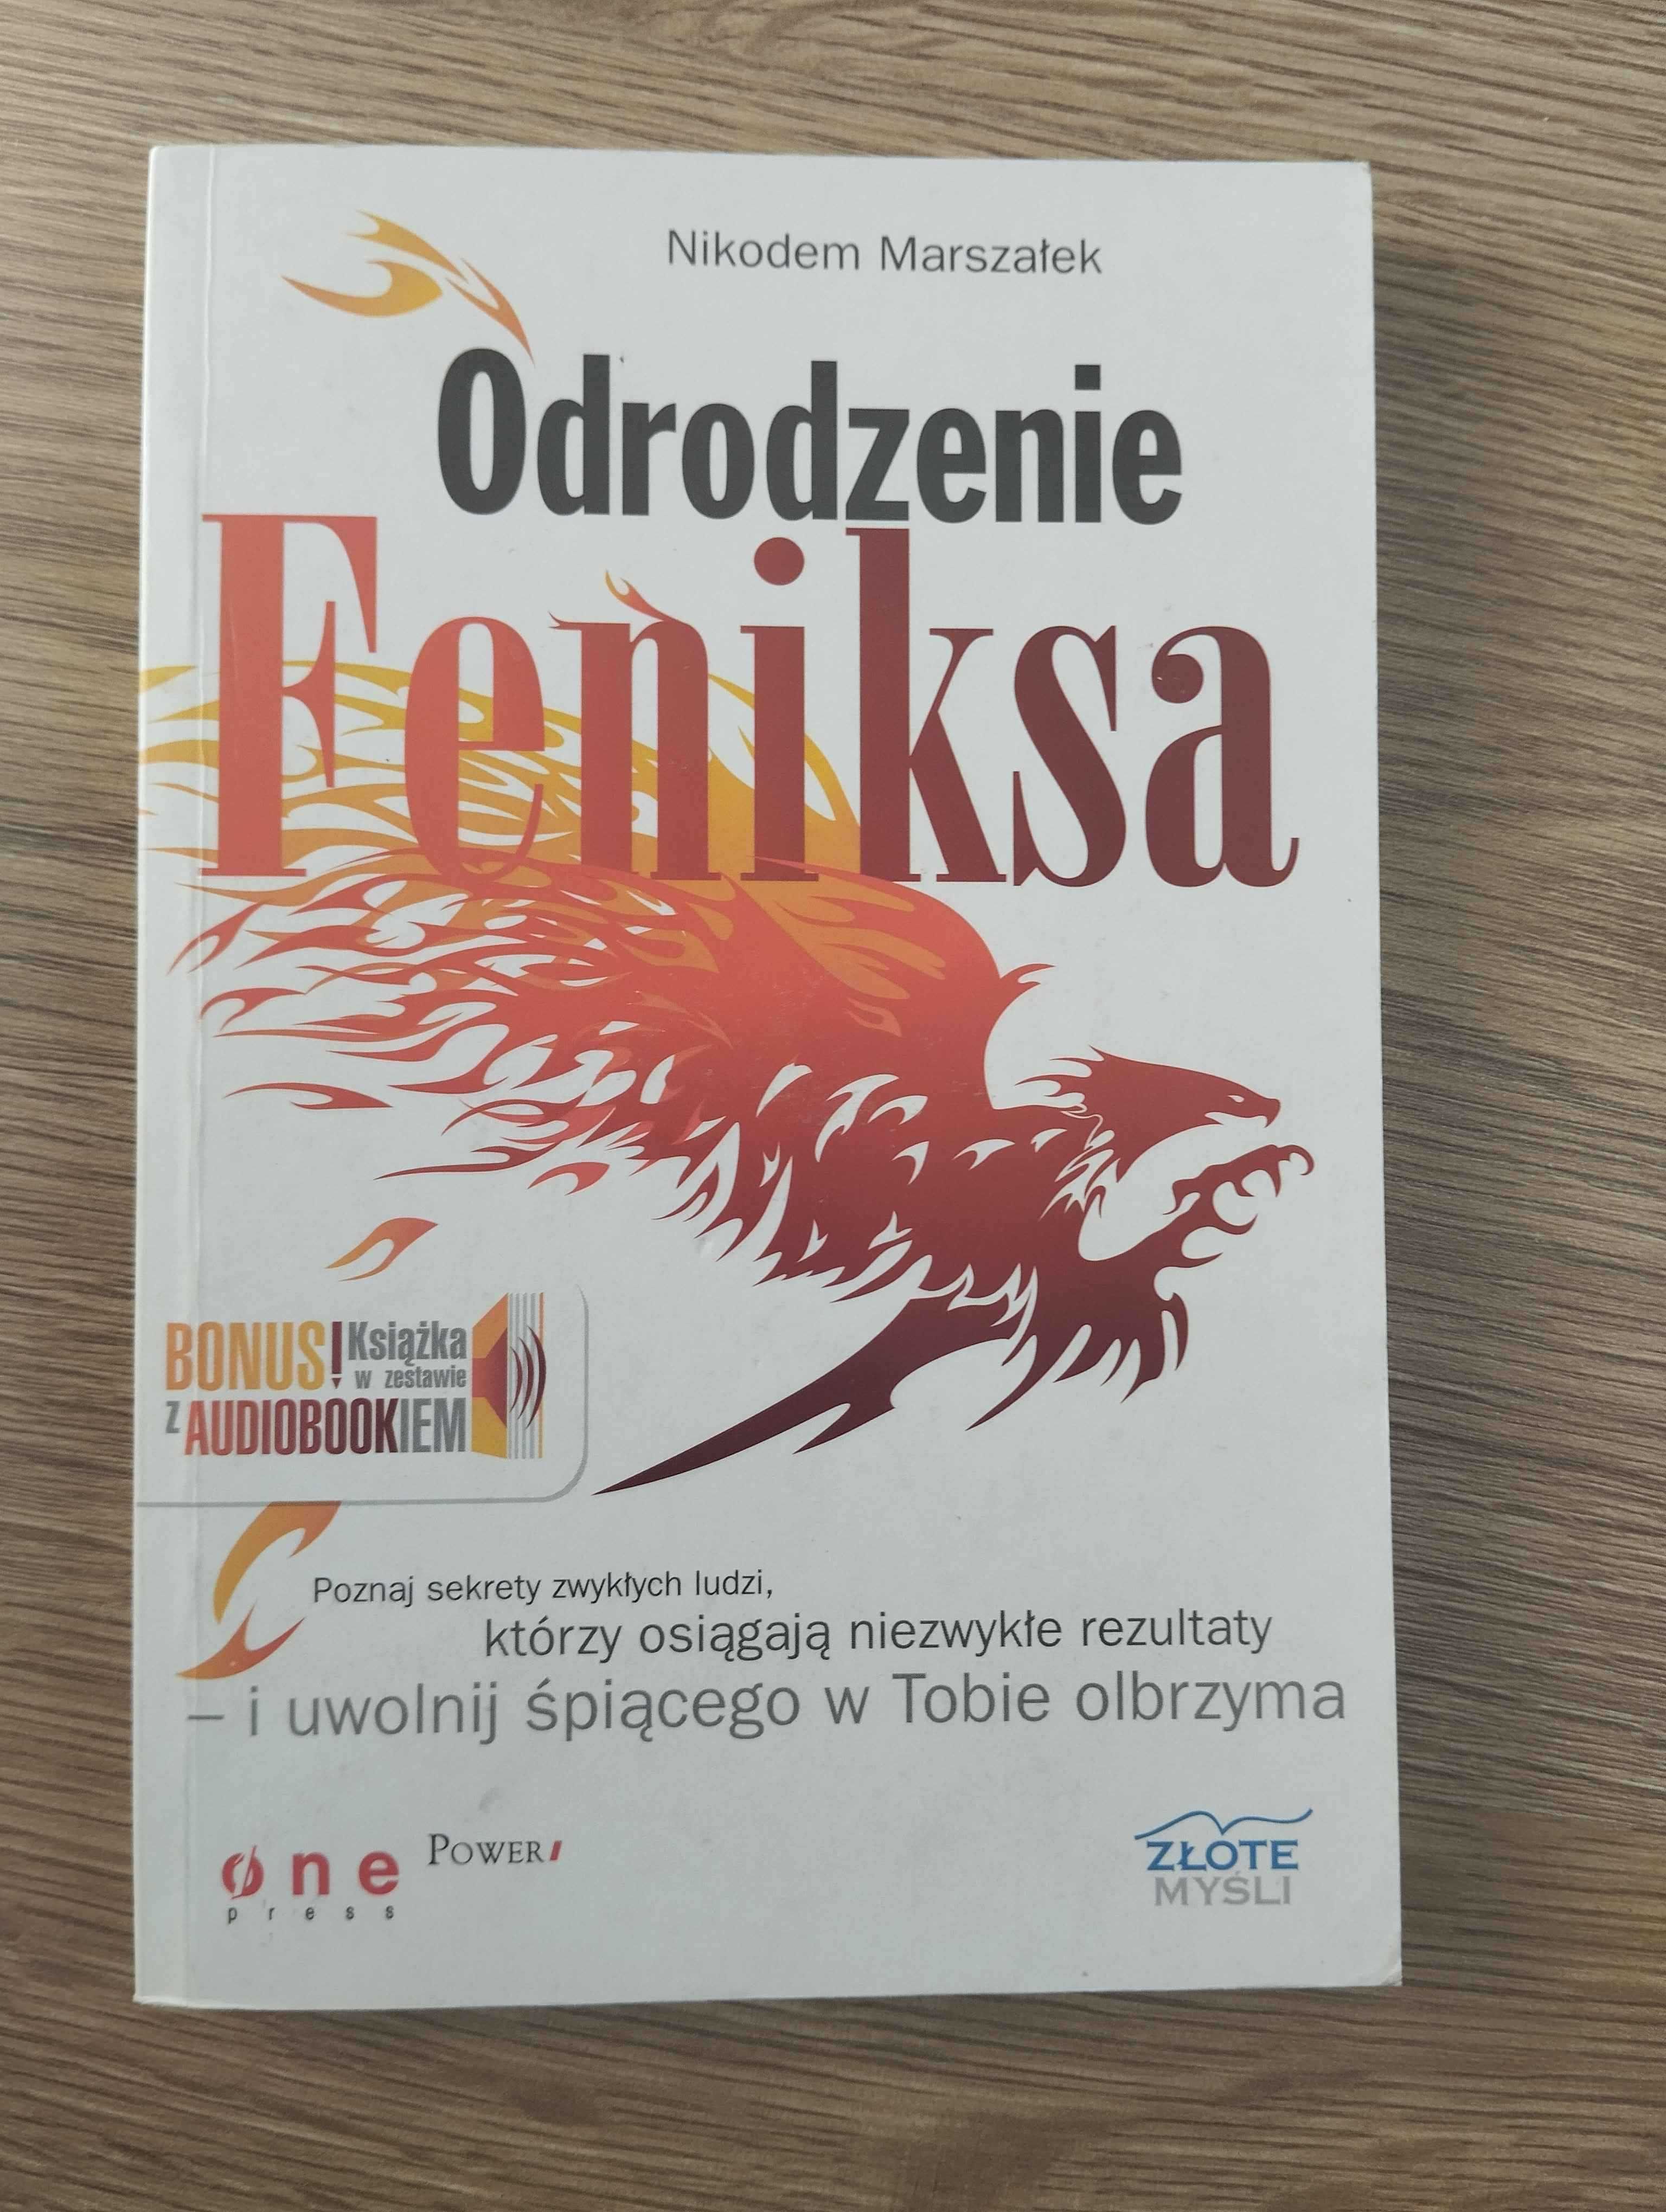 Nikodem Marszałek
Odrodzenie
Feniksa
BONUS! Książka
w zestawie
z AUDIOBOOKIEM
Poznaj sekrety zwykłych ludzi,
którzy osiągają niezwykłe rezultaty
– i uwolnij śpiącego w Tobie olbrzyma
one
press
POWER
ZŁOTE
MYŚLI